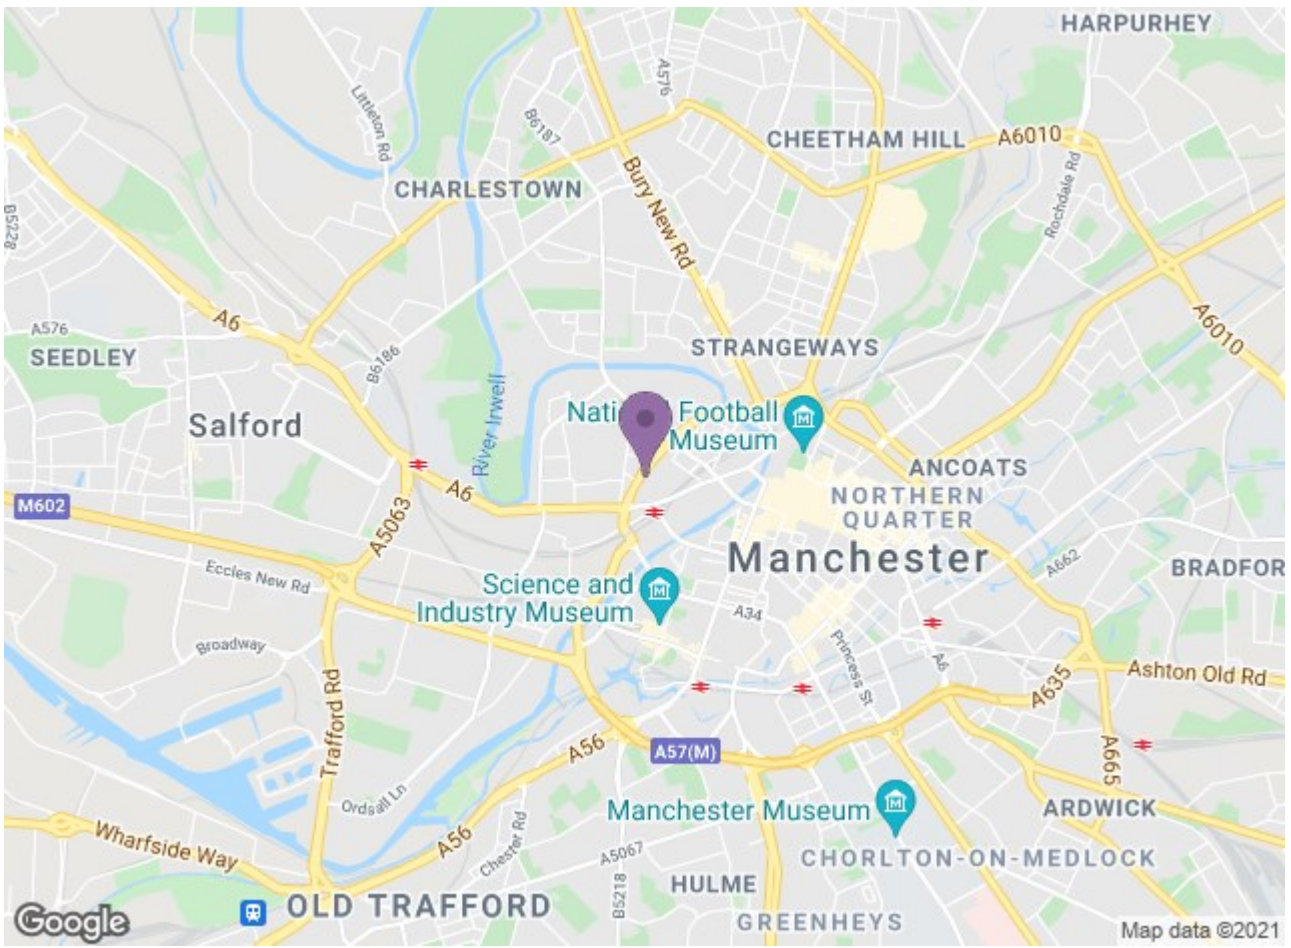 HARPURHEY
A576
Littleton Rd
B6187
CHEETHAM HILL
A6010
Bury New Rd
Rochdale Rd
CHARLESTOWN
B5228
A6
A6010
A576
SEEDLEY
B6186
STRANGEWAYS
River Irwell
Salford
Nati
l Football
Museum
ANCOATS
A6
NORTHERN
QUARTER
M602
A5063
Manchester
A662
BRADFOR
Eccles New Rd
Science and
Industry Museum
A34
Broadway
Princess St
A6
Ashton Old Rd
A635
Trafford Rd
A56
A57(M)
A665
Ordsall Ln
Manchester Museum
ARDWICK
Wharfside Way
A56
Chester Rd
A5067
CHORLTON-ON-MEDLOCK
HULME
B5218
OLD TRAFFORD
GREENHEYS
Google
Map data ©2021